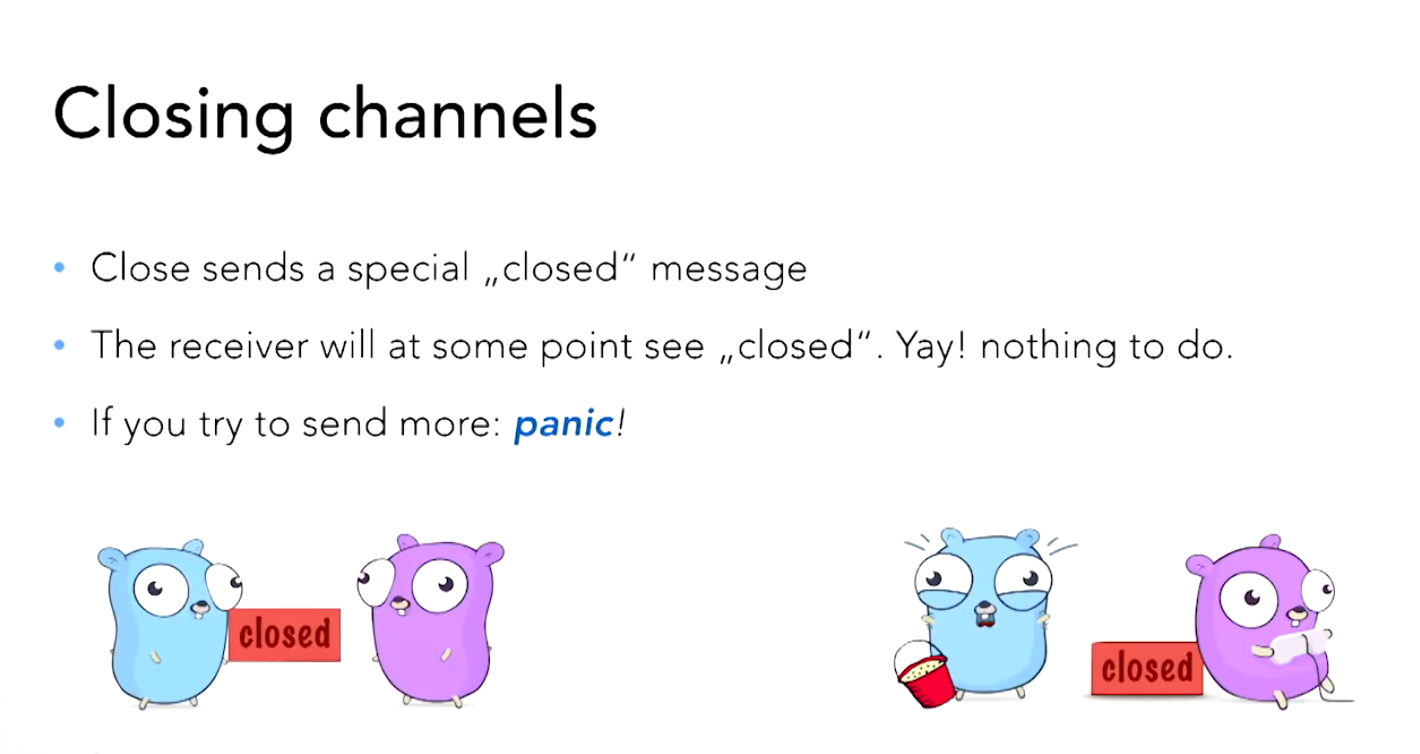 Closing channels
• Close sends a special „closed“ message
• The receiver will at some point see „closed“. Yay! nothing to do.
• If you try to send more: panic!
closed
closed